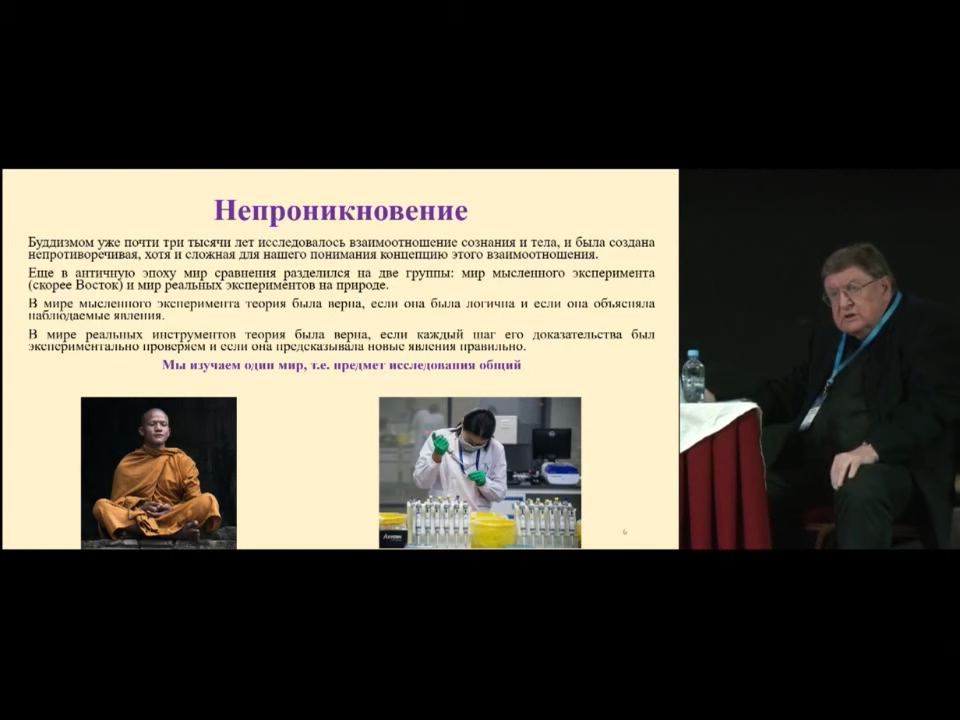 Непроникновение
Буддизмом уже почти три тысячи лет исследовалось взаимоотношение сознания и тела, и была создана
непротиворечивая, хотя и сложная для нашего понимания концепцию этого взаимоотношения.
Еще в античную эпоху мир сравнения разделился на две группы: мир мысленного эксперимента
(скорее Восток) и мир реальных экспериментов на природе.
В мире мысленного эксперимента теория была верна, если она была логична и если она объясняла
наблюдаемые явления.
В мире реальных инструментов теория была верна, если каждый шаг его доказательства был
экспериментально проверяем и если она предсказывала новые явления правильно.
Мы изучаем один мир, т.е. предмет исследования общий
6